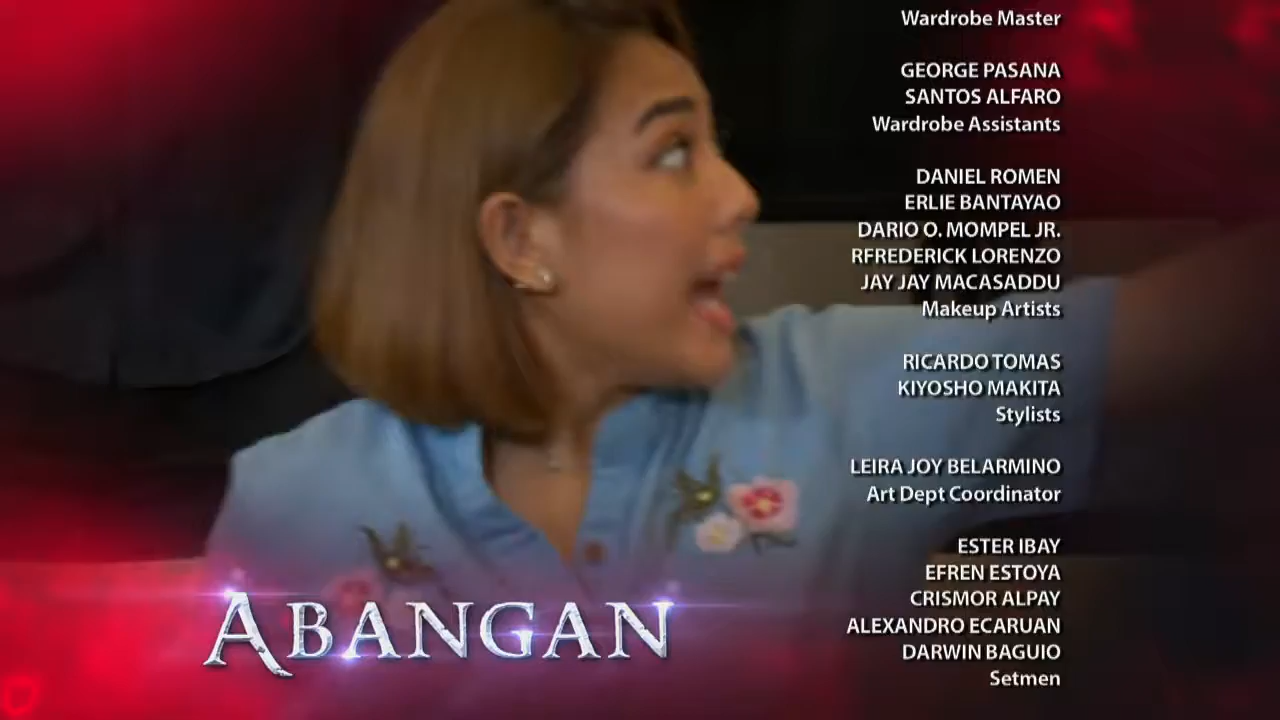 Wardrobe Master
GEORGE PASANA
SANTOS ALFARO
Wardrobe Assistants
DANIEL ROMEN
ERLIE BANTAYAO
DARIO O. MOMPEL JR.
RFREDERICK LORENZO
JAY JAY MACASADDU
Makeup Artists
RICARDO TOMAS
KIYOSHO MAKITA
Stylists
LEIRA JOY BELARMINO
Art Dept Coordinator
ESTER IBAY
EFREN ESTOYA
CRISMOR ALPAY
ALEXANDRO ECARUAN
DARWIN BAGUIO
Setmen
ABANGAN